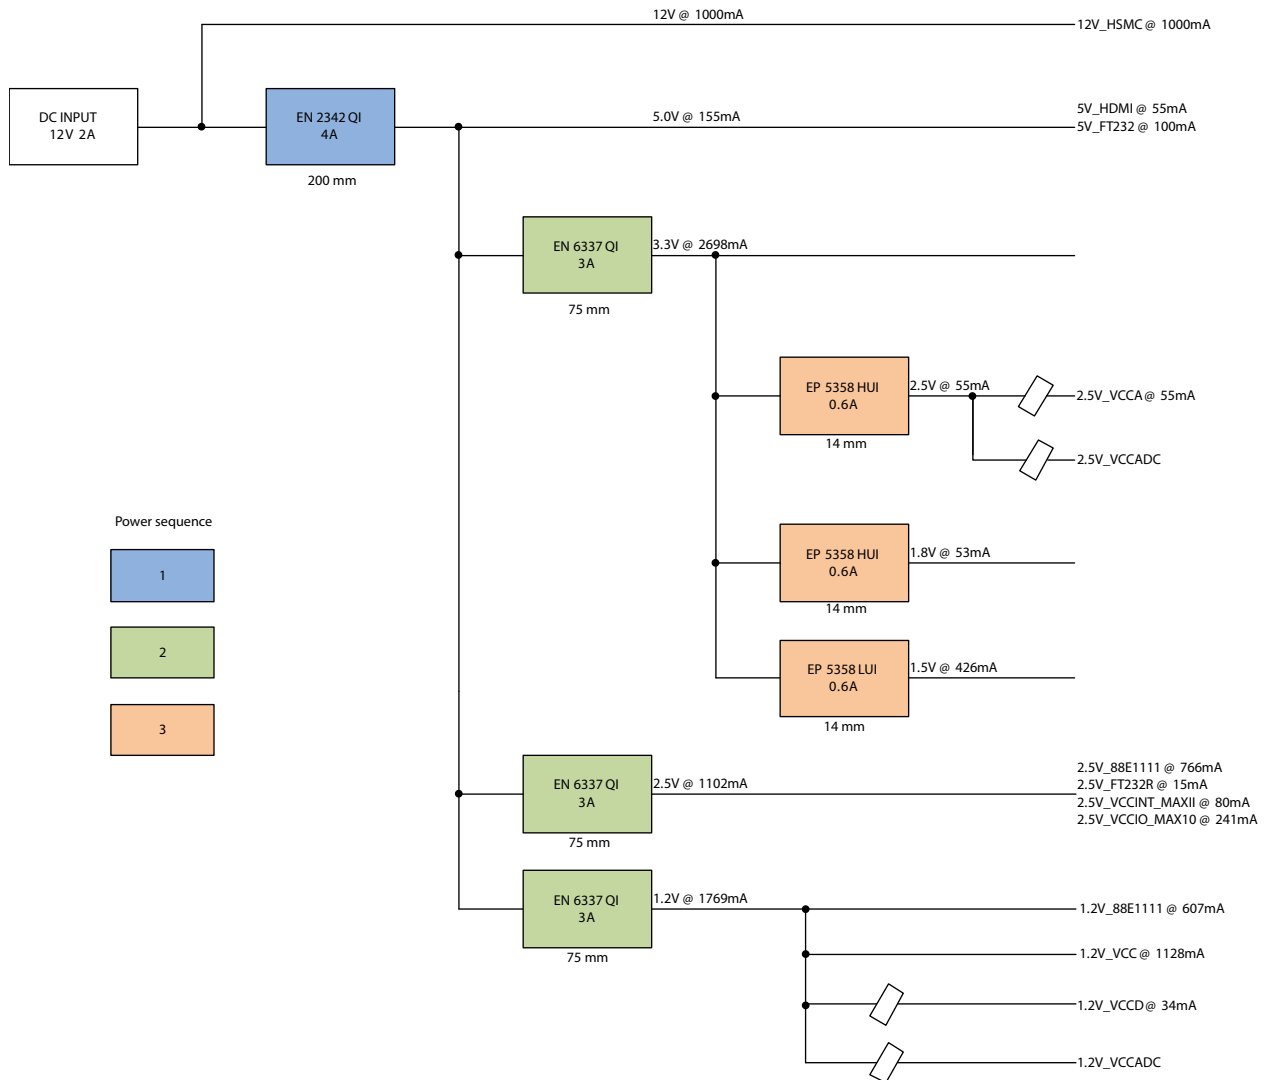 12V @ 1000mA
12V_HSMC @ 1000mA
DC INPUT
12V 2A
EN 2342 QI
4A
200 mm
5.0V @ 155mA
5V_HDMI @ 55mA
5V_FT232 @ 100mA
EN 6337 QI
3A
75 mm
3.3V @ 2698mA
EP 5358 HUI
0.6A
14 mm
2.5V @ 55mA
2.5V_VCCA @ 55mA
2.5V_VCCADC
EP 5358 HUI
0.6A
14 mm
1.8V @ 53mA
EP 5358 LUI
0.6A
14 mm
1.5V @ 426mA
Power sequence
1
2
3
EN 6337 QI
3A
75 mm
2.5V @ 1102mA
2.5V_88E1111 @ 766mA
2.5V_FT232R @ 15mA
2.5V_VCCINT_MAXII @ 80mA
2.5V_VCCIO_MAX10 @ 241mA
EN 6337 QI
3A
75 mm
1.2V @ 1769mA
1.2V_88E1111 @ 607mA
1.2V_VCC @ 1128mA
1.2V_VCCD @ 34mA
1.2V_VCCADC